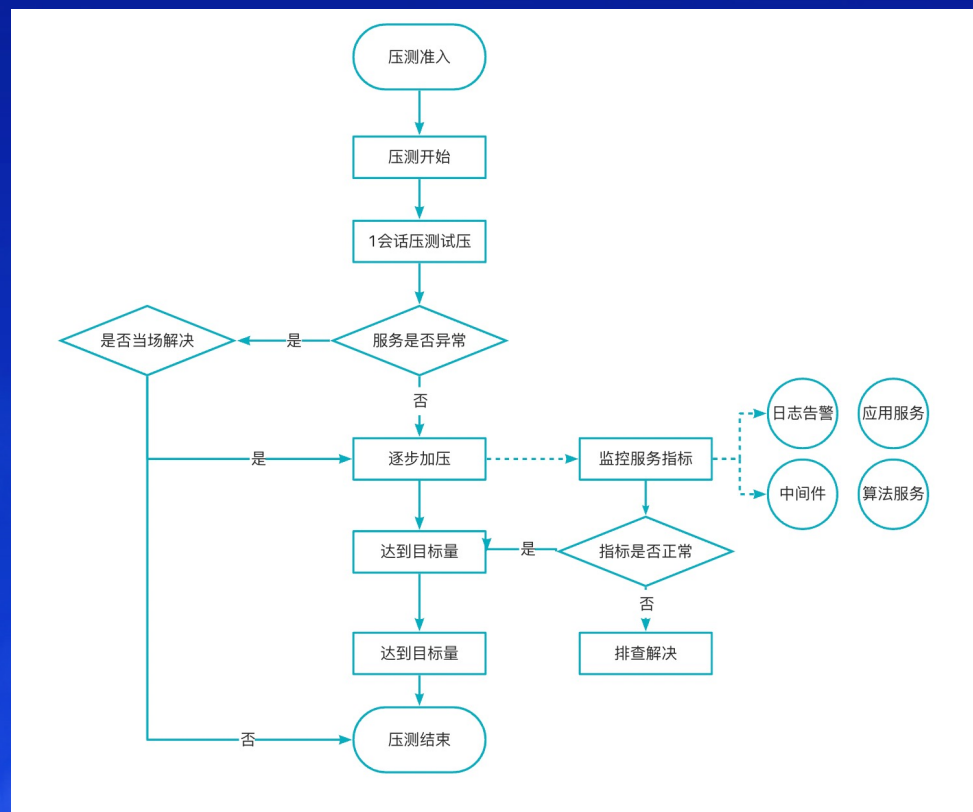 压测准入
压测开始
1会话压测试压
是否当场解决
是
服务是否异常
否
日志告警
应用服务
是
逐步加压
监控服务指标
中间件
算法服务
达到目标量
是
指标是否正常
否
达到目标量
排查解决
否
压测结束